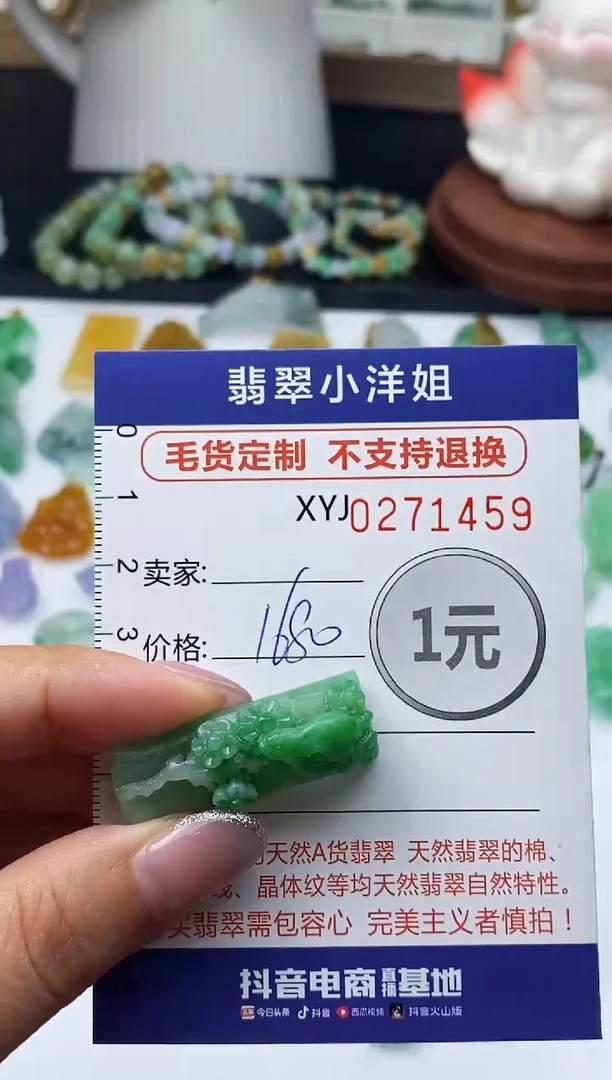 翡翠小洋姐
毛货定制 不支持退换
XYJ0271459
0
1
2
3
卖家:
价格: 1680
1元
天然A货翡翠 天然翡翠的棉、
、晶体纹等均天然翡翠自然特性。
翡翠需包容心 完美主义者慎拍！
抖音电商直播基地
今日头条 抖音 西瓜视频 抖音火山版